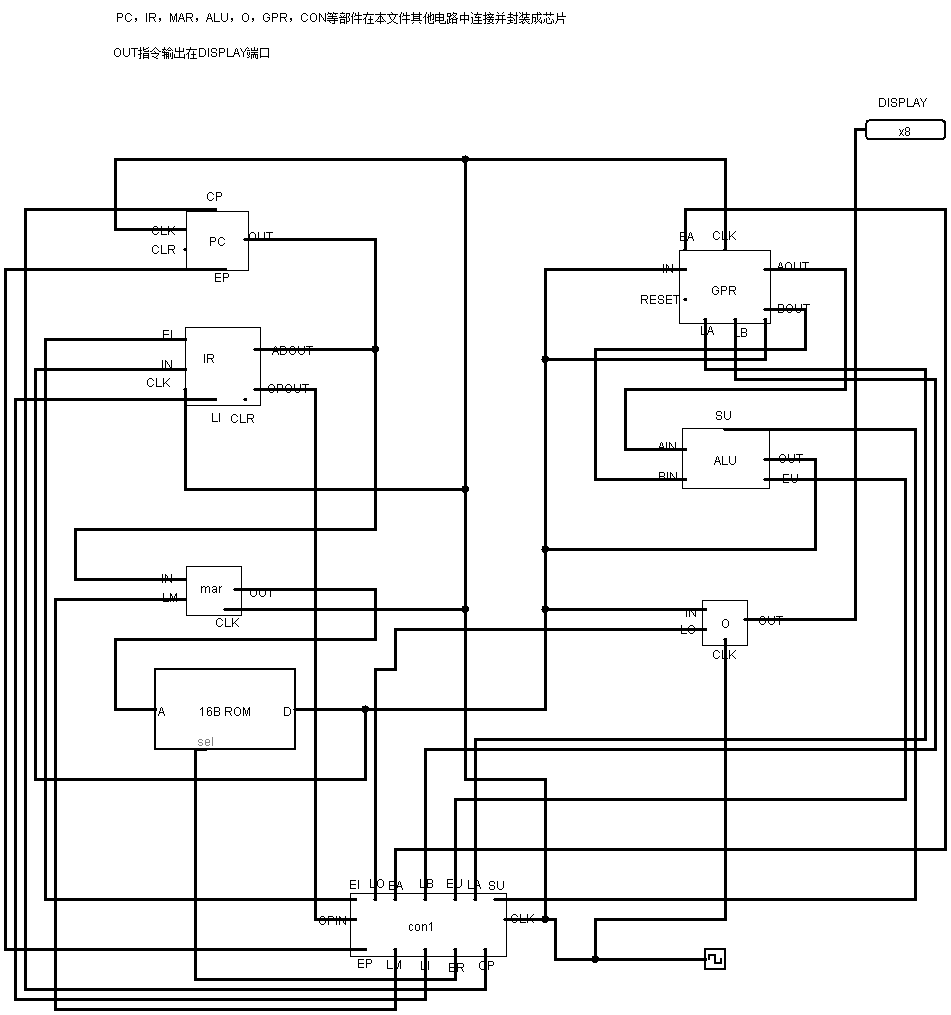 PC，IR，MAR，ALU，O，GPR，CON等部件在本文件其他电路中连接并封装成芯片
OUT指令输出在DISPLAY端口
DISPLAY
x8
CP
CLK
PC
OUT
CLR
EP
EA
CLK
IN
AOUT
GPR
RESET
BOUT
LA
LB
EI
IR
ADOUT
IN
CLK
OPOUT
LI
CLR
SU
AIN
ALU
OUT
BIN
EU
IN
mar
OUT
LM
CLK
IN
O
OUT
LO
CLK
A
16B ROM
D
sel
EI
LO
EA
LB
EU
LA
SU
OPIN
con1
CLK
EP
LM
LI
ER
CP